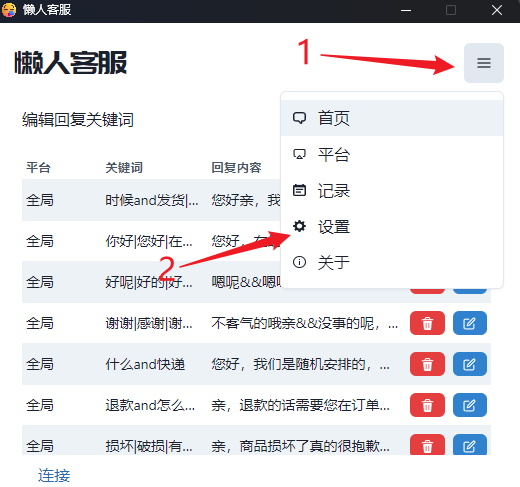 懒人客服
懒人客服
1
编辑回复关键词
首页
平台
记录
设置
关于
2
平台 关键词 回复内容
全局 时候and发货|... 您好亲，我
全局 你好|您好|在...
全局 好呢|好的|好... 嗯呢&&嗯呢
全局 谢谢|感谢|谢... 不客气的哦亲&&没事的呢，...
全局 什么and快递 您好，我们是随机安排的，...
全局 退款and怎么... 亲，退款的话需要您在订单...
全局 损坏|破损|有... 亲，商品损坏了真的很抱歉...
连接